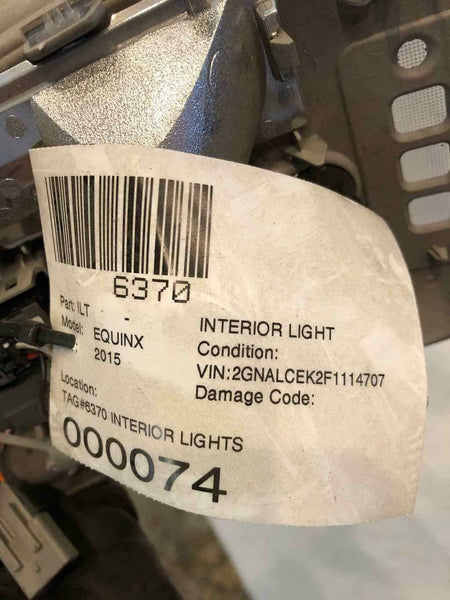 6370
Part: ILT - INTERIOR LIGHT
Model: EQUINX Condition:
2015 VIN:2GNALCEK2F1114707
Location: Damage Code:
TAG#6370 INTERIOR LIGHTS
000074